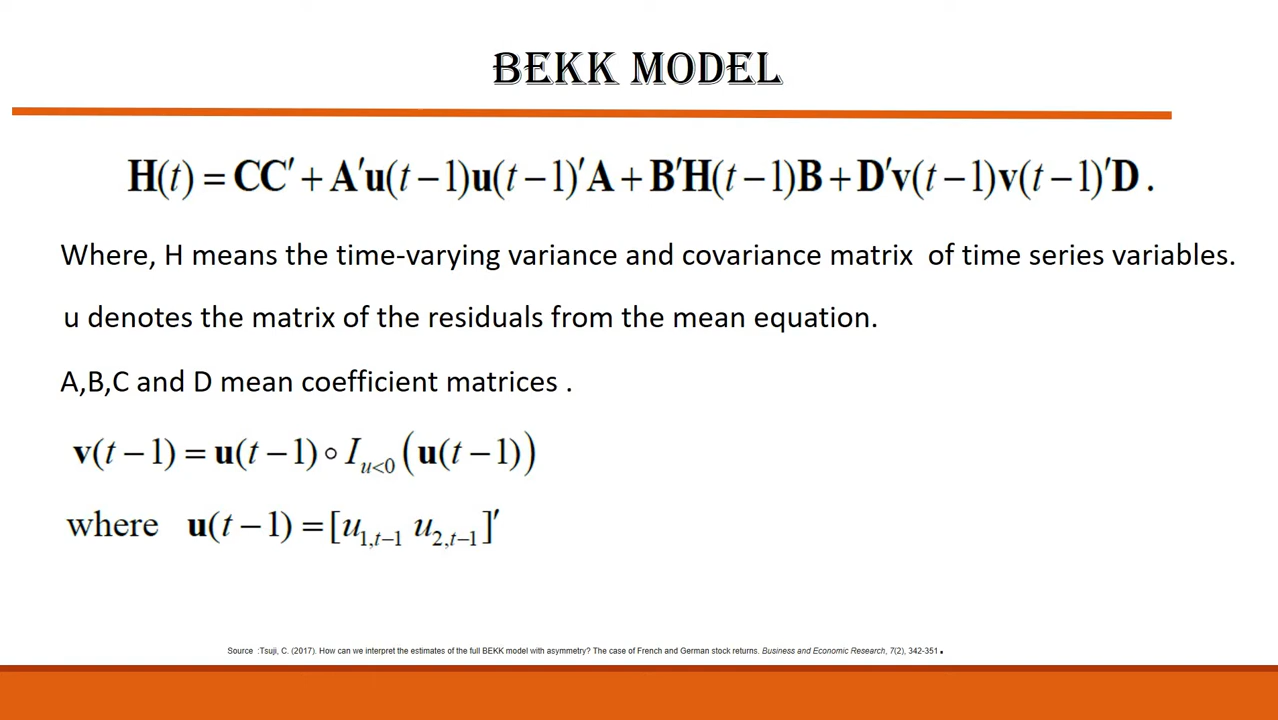 BEKK MODEL
H(t) = CC′ + A′u(t−1)u(t−1)′A + B′H(t−1)B + D′v(t−1)v(t−1)′D .
Where, H means the time-varying variance and covariance matrix of time series variables.
u denotes the matrix of the residuals from the mean equation.
A,B,C and D mean coefficient matrices .
v(t−1) = u(t−1) ∘ I_{u<0} (u(t−1))
where u(t−1) = [u_{1,t−1} u_{2,t−1}]′
Source :Tsuji, C. (2017). How can we interpret the estimates of the full BEKK model with asymmetry? The case of French and German stock returns. Business and Economic Research, 7(2), 342-351.